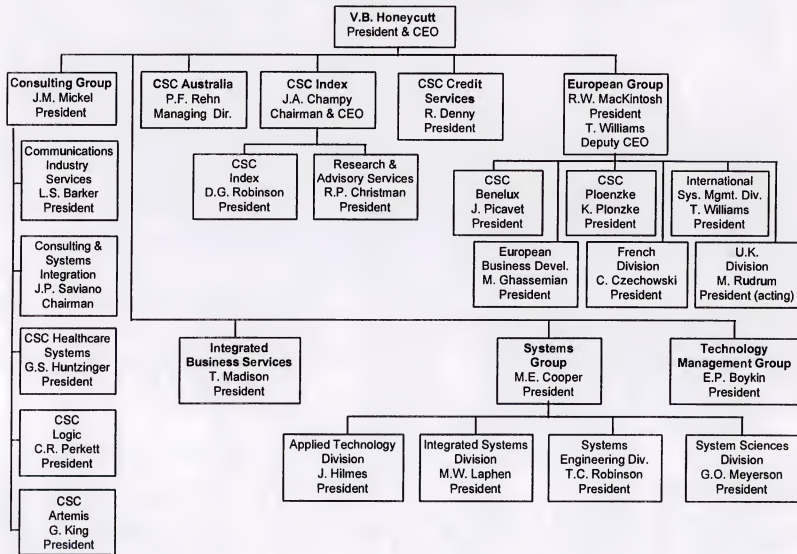 V.B. Honeycutt
President & CEO
Consulting Group
J.M. Mickel
President
CSC Australia
P.F. Rehn
Managing Dir.
CSC Index
J.A. Champy
Chairman & CEO
CSC Credit
Services
R. Denny
President
European Group
R.W. MacKintosh
President
T. Williams
Deputy CEO
Communications
Industry
Services
L.S. Barker
President
Consulting &
Systems
Integration
J.P. Saviano
Chairman
CSC Healthcare
Systems
G.S. Huntzinger
President
CSC
Logic
C.R. Perkett
President
CSC
Artemis
G. King
President
CSC
Index
D.G. Robinson
President
Research &
Advisory Services
R.P. Christman
President
CSC
Benelux
J. Picavet
President
CSC
Ploenzke
K. Plonzke
President
International
Sys. Mgmt. Div.
T. Williams
President
European
Business Devel.
M. Ghassemian
President
French
Division
C. Czechowski
President
U.K.
Division
M. Rudrum
President (acting)
Integrated
Business Services
T. Madison
President
Systems
Group
M.E. Cooper
President
Technology
Management Group
E.P. Boykin
President
Applied Technology
Division
J. Hilmes
President
Integrated Systems
Division
M.W. Laphen
President
Systems
Engineering Div.
T.C. Robinson
President
System Sciences
Division
G.O. Meyerson
President